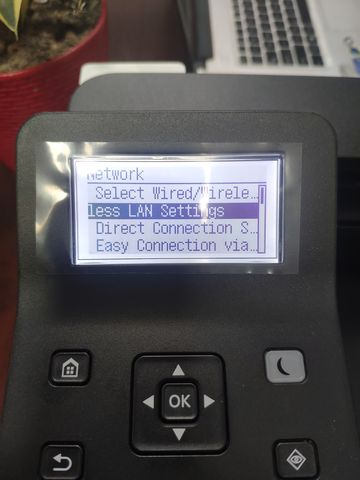 Network
Select Wired/Wirele...
less LAN Settings
Direct Connection S...
Easy Connection via...
OK